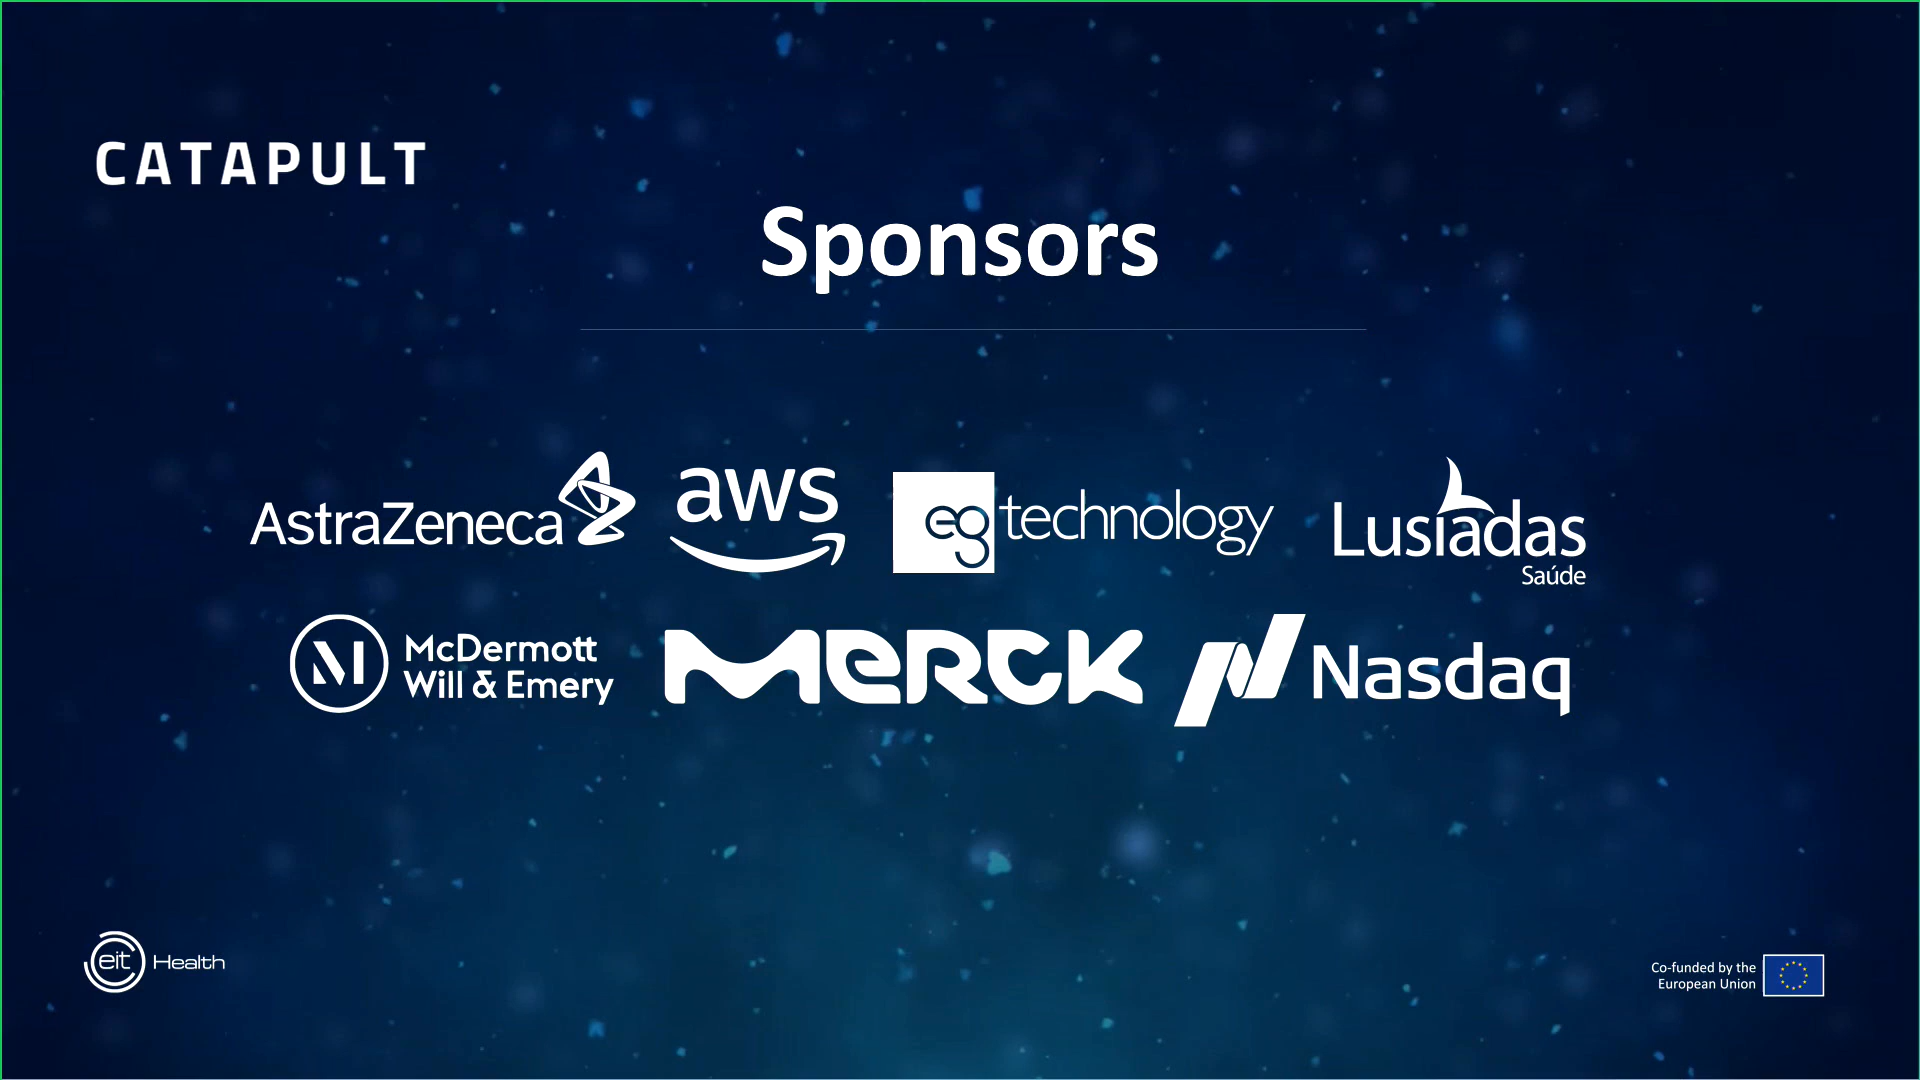 CATAPULT
Sponsors
AstraZeneca
aws
eg technology
Lusíadas
Saúde
McDermott
Will & Emery
MERCK
Nasdaq
eit Health
Co-funded by the
European Union